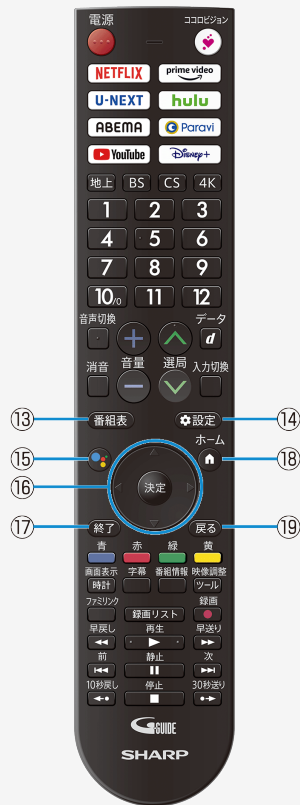 電源 ココロビジョン
NETFLIX prime video
U-NEXT hulu
ABEMA Paravi
YouTube Disney+
地上 BS CS 4K
1 2 3
4 5 6
7 8 9
10/0 11 12
音声切換 データ
+ d
消音 音量 選局 入力切換
−
⑬ 番組表 設定 ⑭
ホーム
⑮ ⑱
⑯ 決定
⑰ 終了 戻る ⑲
青 赤 緑 黄
画面表示 字幕 番組情報 映像調整
時計 ツール
ファミリンク 録画
録画リスト
早戻し 再生 早送り
前 静止 次
10秒戻し 停止 30秒送り
G GUIDE
SHARP